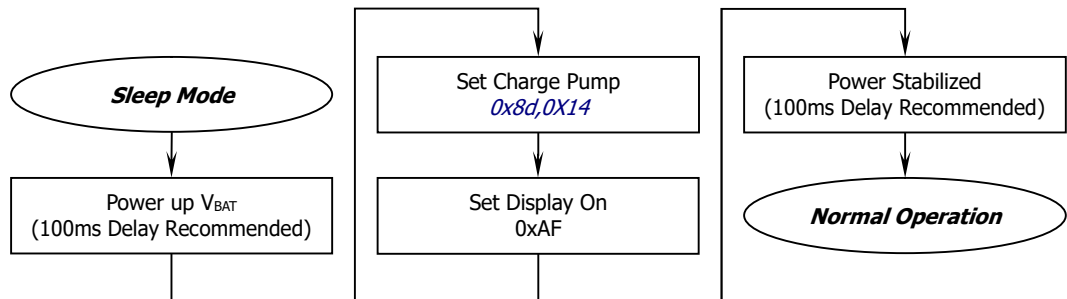 Sleep Mode
Power up VBAT
(100ms Delay Recommended)
Set Charge Pump
0x8d,0X14
Set Display On
0xAF
Power Stabilized
(100ms Delay Recommended)
Normal Operation